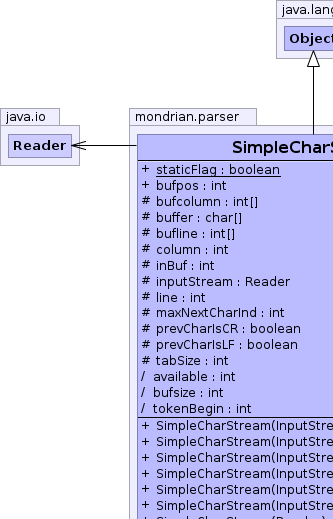 java.lang
Object
java.io
Reader
mondrian.parser
SimpleCharS
+ staticFlag : boolean
+ bufpos : int
# bufcolumn : int[]
# buffer : char[]
# bufline : int[]
# column : int
# inBuf : int
# inputStream : Reader
# line : int
# maxNextCharInd : int
# prevCharIsCR : boolean
# prevCharIsLF : boolean
# tabSize : int
/ available : int
/ bufsize : int
/ tokenBegin : int
+ SimpleCharStream(InputStre
+ SimpleCharStream(InputStre
+ SimpleCharStream(InputStre
+ SimpleCharStream(InputStre
+ SimpleCharStream(InputStre
+ SimpleCharStream(InputStre